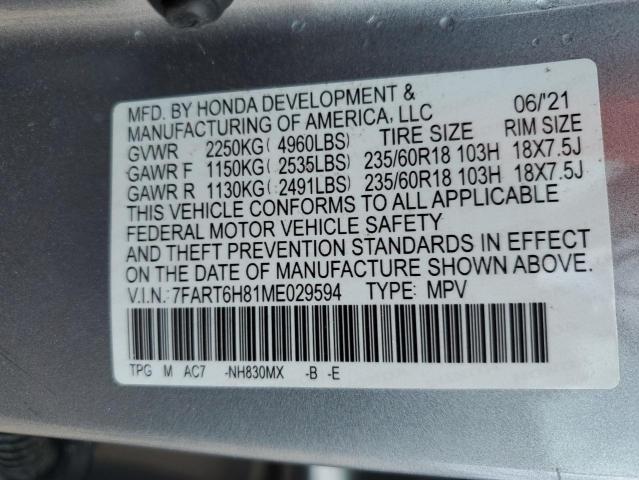 MFD. BY HONDA DEVELOPMENT &
MANUFACTURING OF AMERICA, LLC 06/'21
GVWR 2250KG( 4960LBS) TIRE SIZE RIM SIZE
GAWR F 1150KG( 2535LBS) 235/60R18 103H 18X7.5J
GAWR R 1130KG( 2491LBS) 235/60R18 103H 18X7.5J
THIS VEHICLE CONFORMS TO ALL APPLICABLE
FEDERAL MOTOR VEHICLE SAFETY
AND THEFT PREVENTION STANDARDS IN EFFECT
ON THE DATE OF MANUFACTURE SHOWN ABOVE.
V.I.N.: 7FART6H81ME029594 TYPE: MPV
TPG M AC7 -NH830MX -B -E